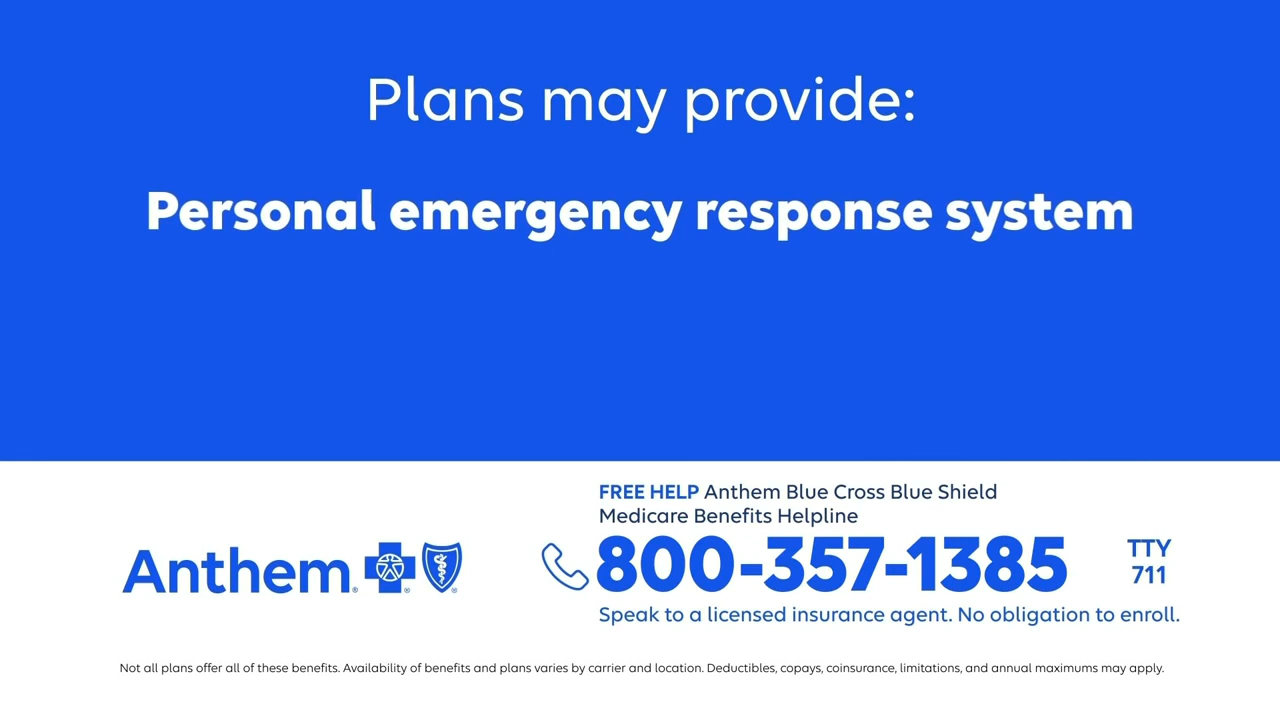 Plans may provide:
Personal emergency response system
FREE HELP Anthem Blue Cross Blue Shield
Medicare Benefits Helpline
Anthem®
800-357-1385
TTY
711
Speak to a licensed insurance agent. No obligation to enroll.
Not all plans offer all of these benefits. Availability of benefits and plans varies by carrier and location. Deductibles, copays, coinsurance, limitations, and annual maximums may apply.